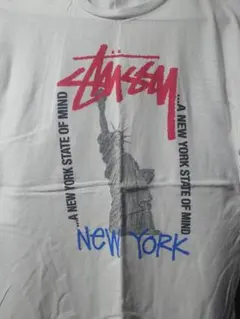 STÜSSY
...A NEW YORK STATE OF MIND
...A NEW YORK STATE OF MIND
NEW YORK